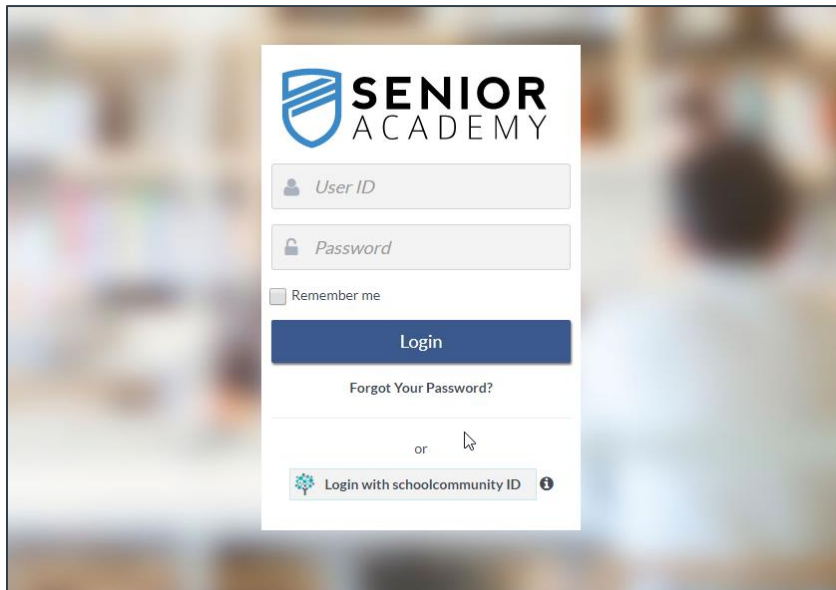 SENIOR
ACADEMY
User ID
Password
Remember me
Login
Forgot Your Password?
or
Login with schoolcommunity ID